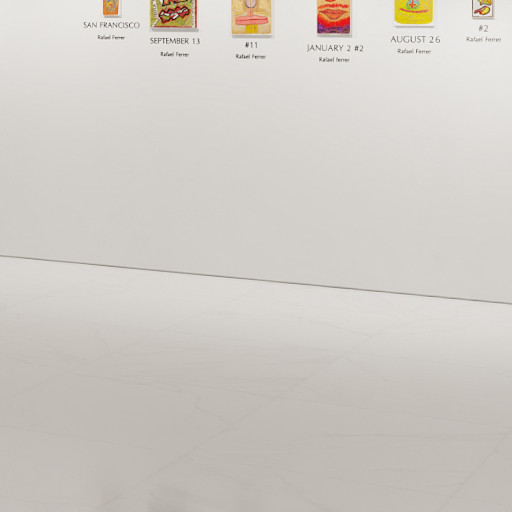 SAN FRANCISCO
Rafael Ferrer
SEPTEMBER 13
Rafael Ferrer
#11
Rafael Ferrer
JANUARY 2 #2
Rafael Ferrer
AUGUST 26
Rafael Ferrer
#2
Rafael Ferrer